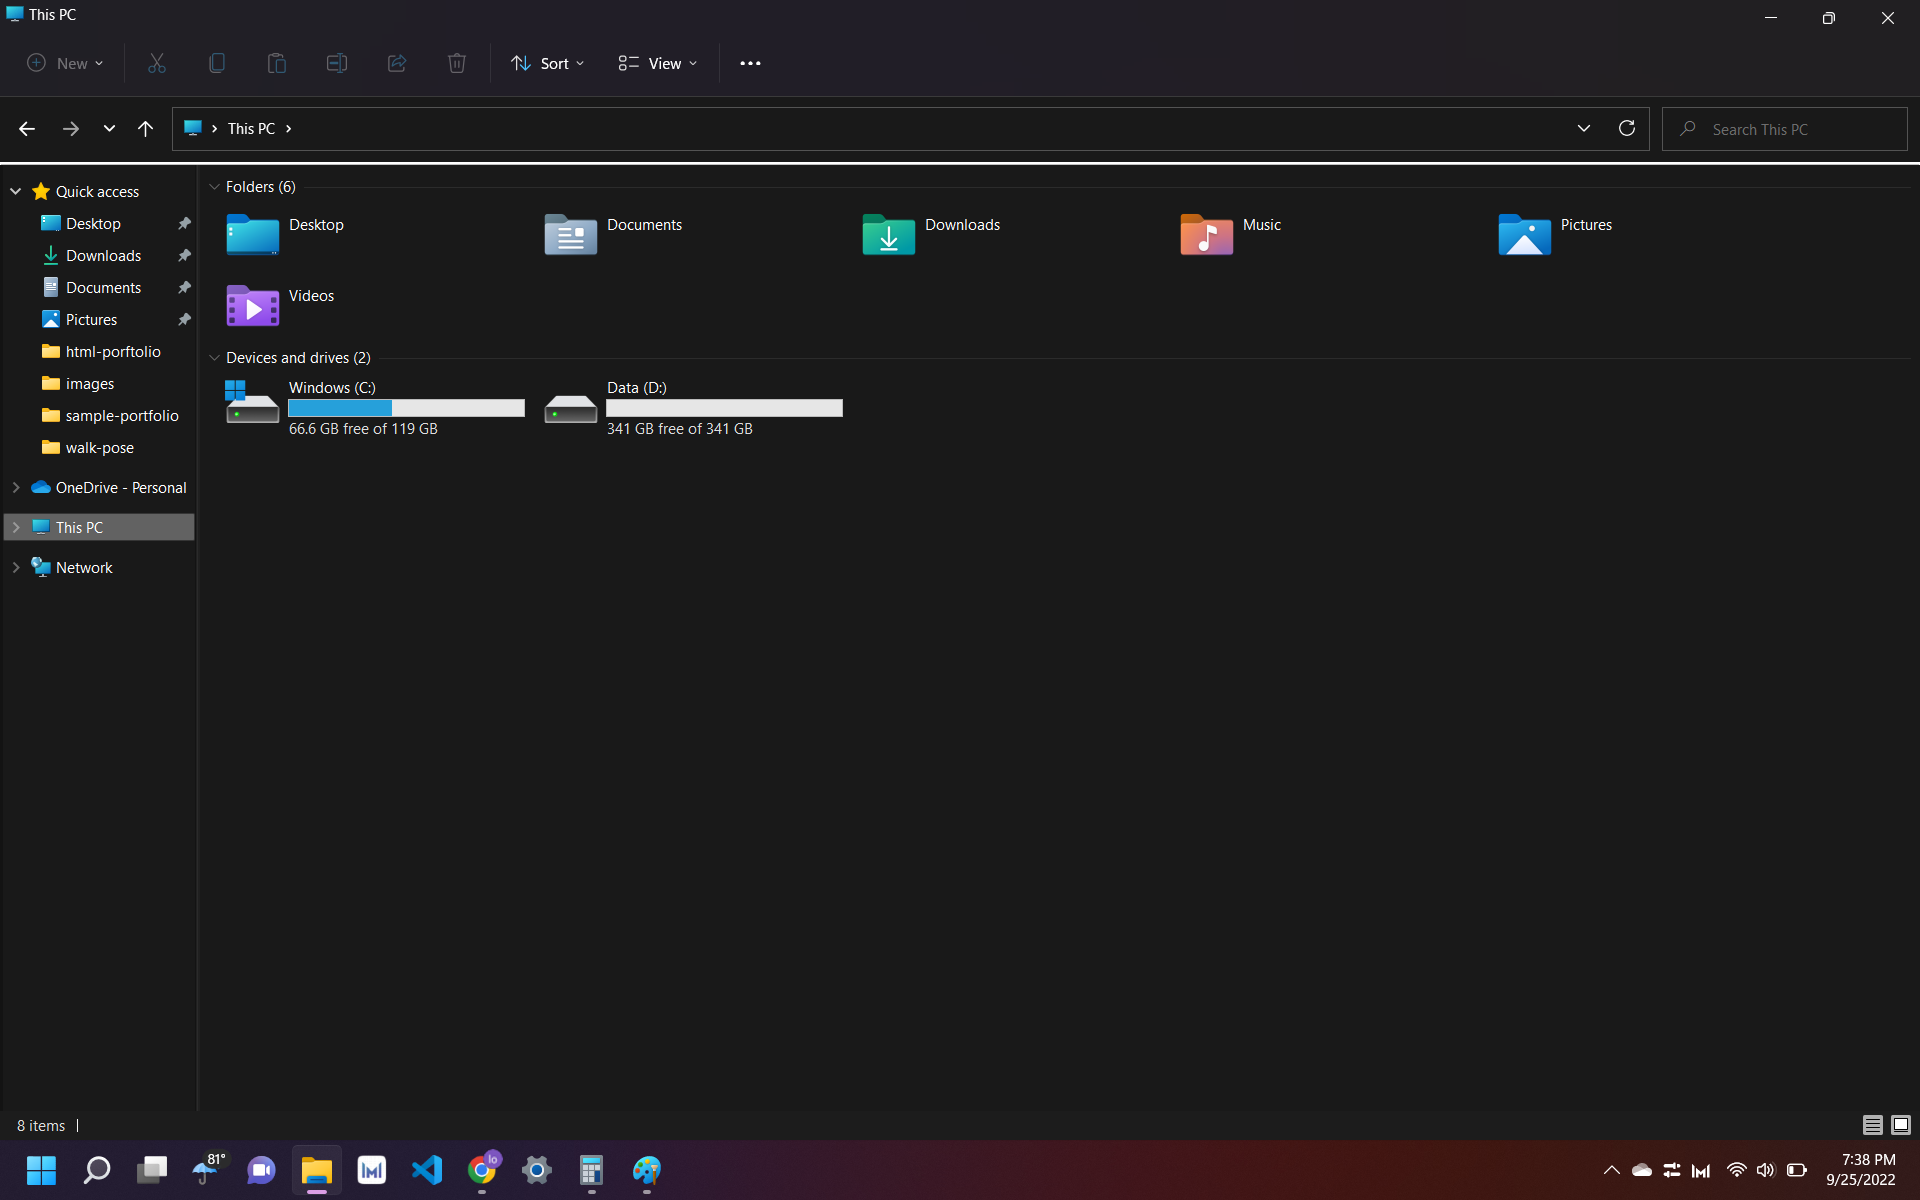 This PC
New
Sort
View
This PC
Search This PC
Quick access
Desktop
Downloads
Documents
Pictures
html-porftolio
images
sample-portfolio
walk-pose
OneDrive - Personal
This PC
Network
Folders (6)
Desktop
Documents
Downloads
Music
Pictures
Videos
Devices and drives (2)
Windows (C:)
66.6 GB free of 119 GB
Data (D:)
341 GB free of 341 GB
8 items
81°
lo
7:38 PM
9/25/2022